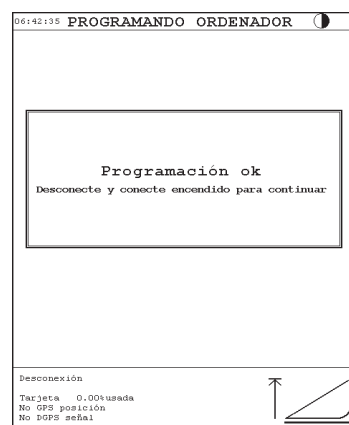 06:42:35 PROGRAMANDO ORDENADOR
Programación ok
Desconecte y conecte encendido para continuar
Desconexión
Tarjeta 0.00%usada
No GPS posición
No DGPS señal